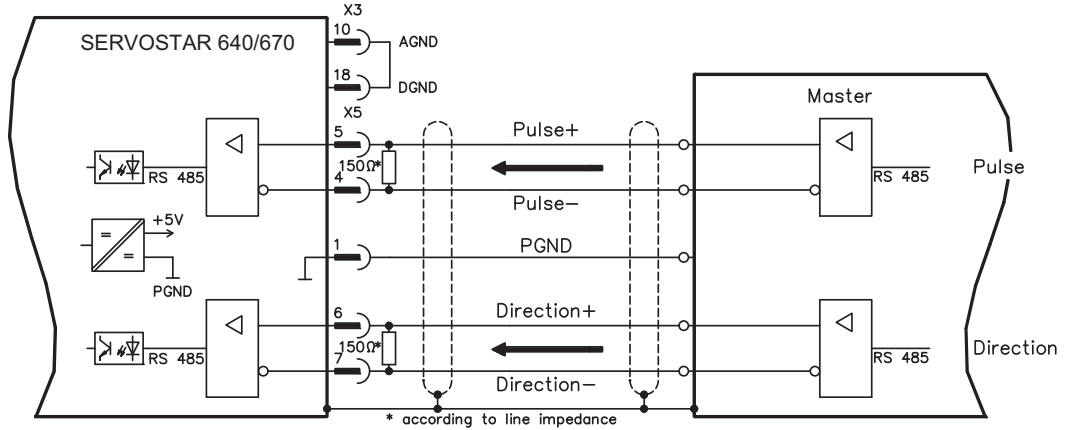 X3
SERVOSTAR 640/670
10
AGND
18
DGND
X5
Master
5
Pulse+
150Ω*
RS 485
RS 485
Pulse
4
Pulse-
+5V
=
=
PGND
1
PGND
6
Direction+
150Ω*
RS 485
RS 485
Direction
7
Direction-
* according to line impedance